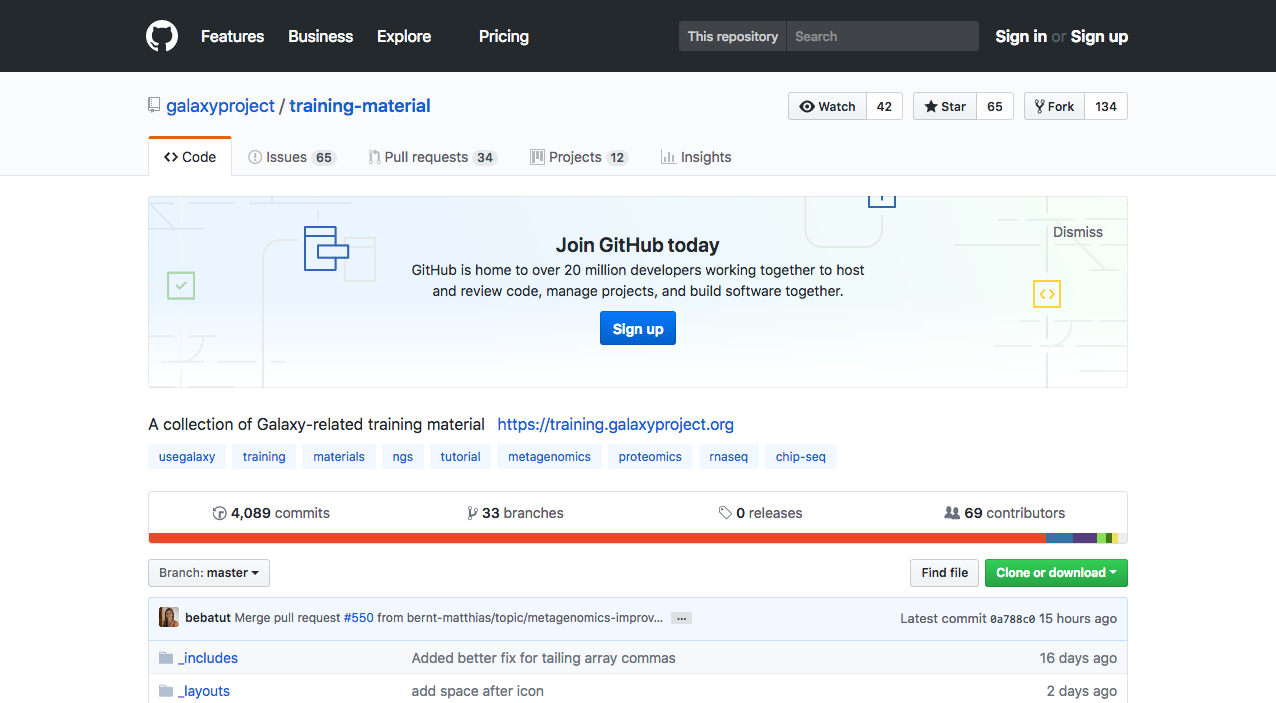 Features Business Explore Pricing This repository Search Sign in or Sign up
galaxyproject / training-material Watch 42 Star 65 Fork 134
Code Issues 65 Pull requests 34 Projects 12 Insights
Dismiss
Join GitHub today
GitHub is home to over 20 million developers working together to host
and review code, manage projects, and build software together.
Sign up
A collection of Galaxy-related training material https://training.galaxyproject.org
usegalaxy training materials ngs tutorial metagenomics proteomics rnaseq chip-seq
4,089 commits 33 branches 0 releases 69 contributors
Branch: master Find file Clone or download
bebatut Merge pull request #550 from bernt-matthias/topic/metagenomics-improv... ... Latest commit 0a788c0 15 hours ago
_includes Added better fix for tailing array commas 16 days ago
_layouts add space after icon 2 days ago